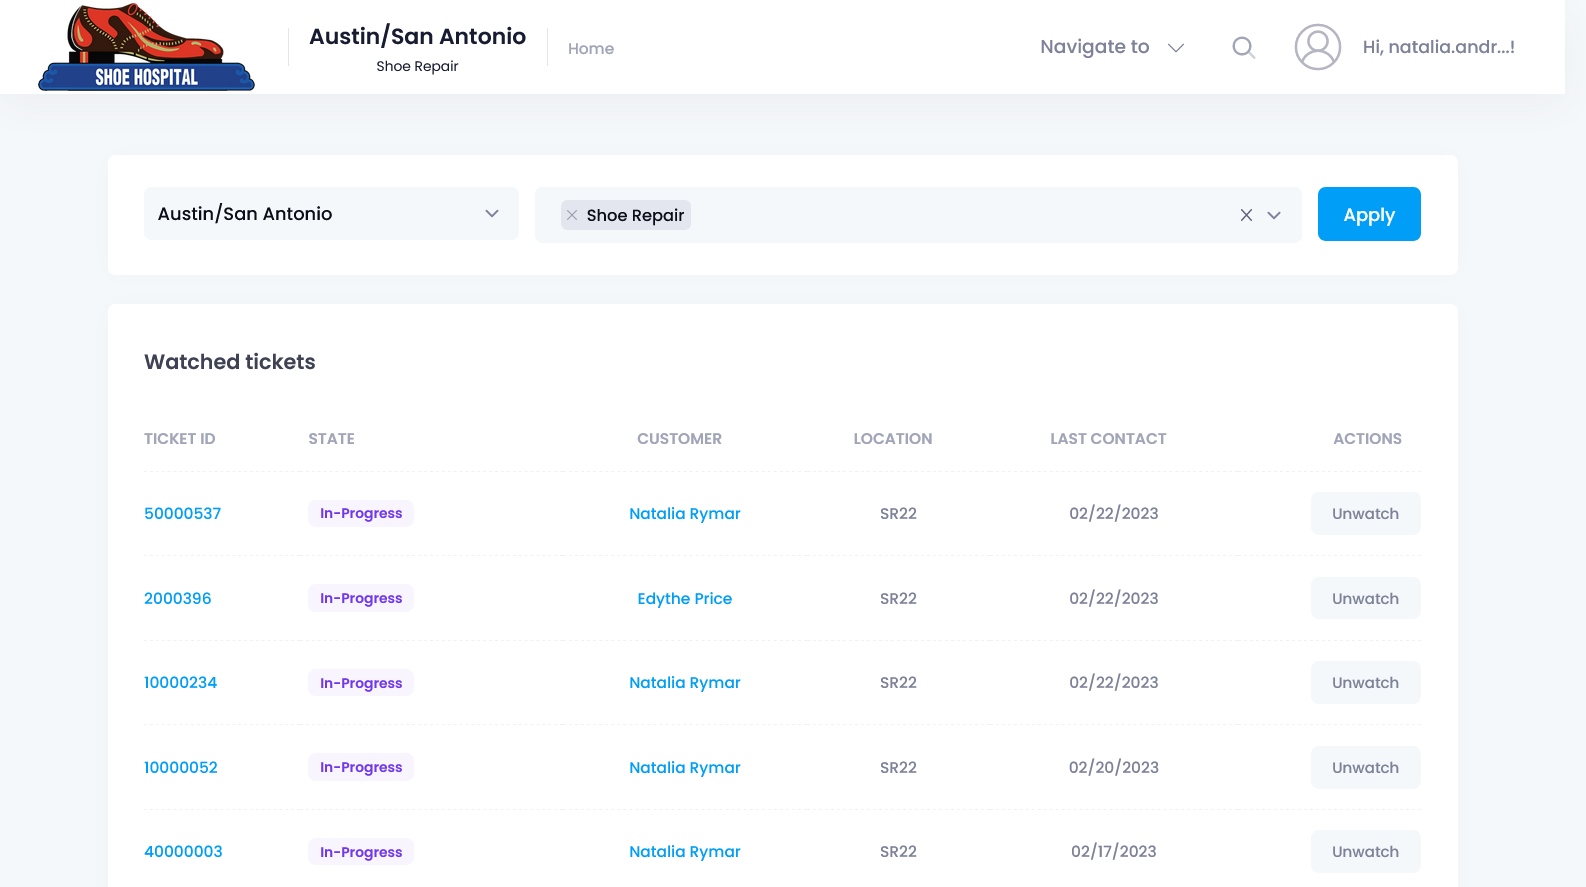 SHOE HOSPITAL
Austin/San Antonio
Shoe Repair
Home
Navigate to
Hi, natalia.andr...!
Austin/San Antonio
Shoe Repair
Apply
Watched tickets
TICKET ID STATE CUSTOMER LOCATION LAST CONTACT ACTIONS
50000537 In-Progress Natalia Rymar SR22 02/22/2023 Unwatch
2000396 In-Progress Edythe Price SR22 02/22/2023 Unwatch
10000234 In-Progress Natalia Rymar SR22 02/22/2023 Unwatch
10000052 In-Progress Natalia Rymar SR22 02/20/2023 Unwatch
40000003 In-Progress Natalia Rymar SR22 02/17/2023 Unwatch